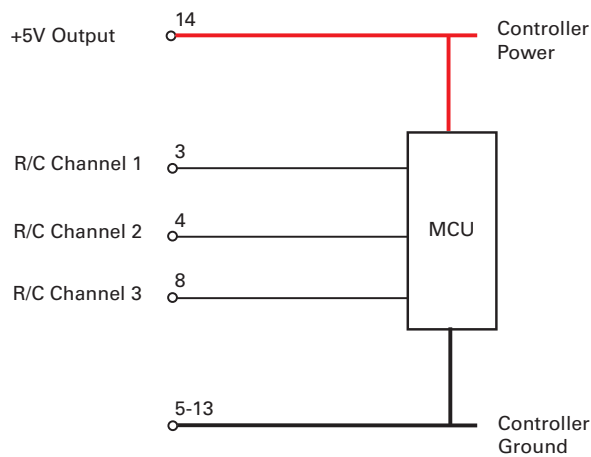 14
+5V Output
Controller
Power
3
R/C Channel 1
4
R/C Channel 2
MCU
8
R/C Channel 3
5-13
Controller
Ground